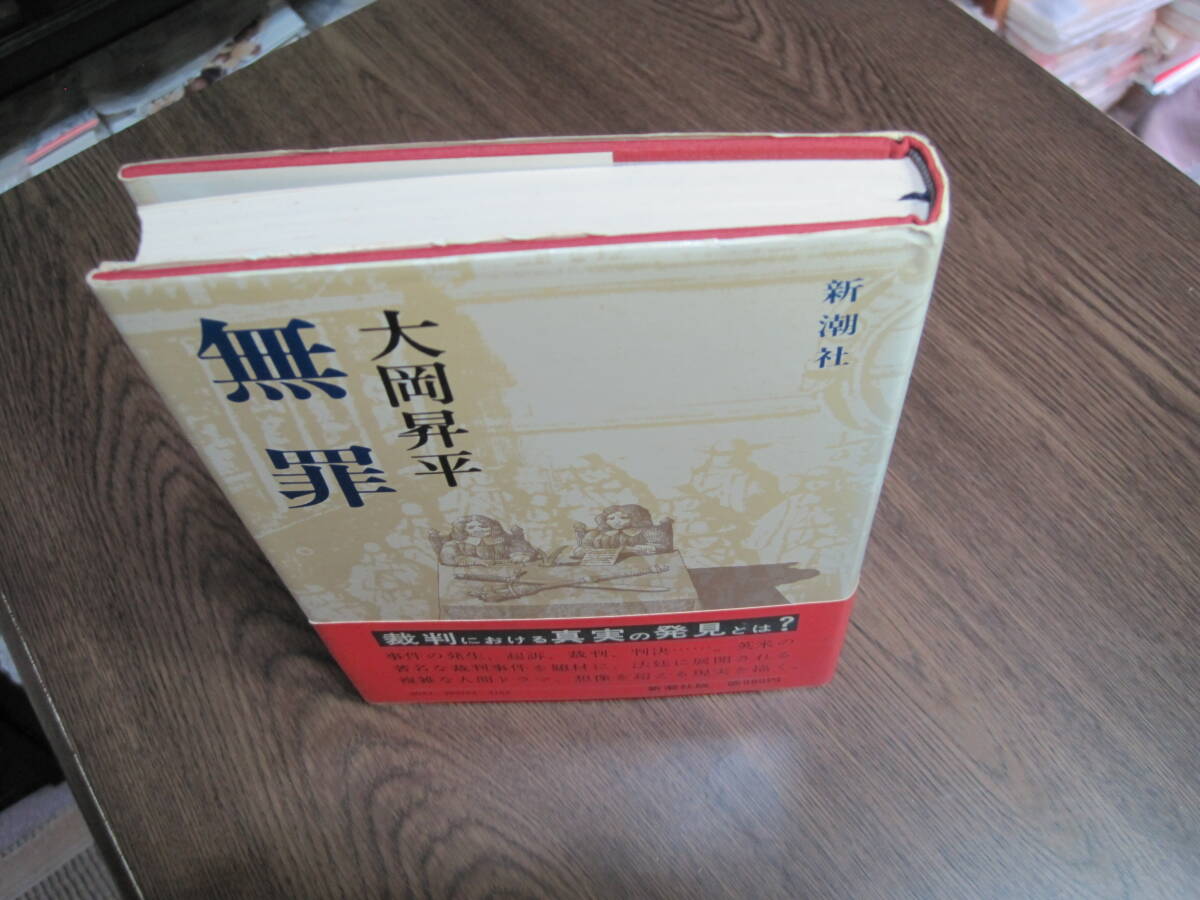 無罪
大岡昇平
新潮社
裁判における真実の発見とは?
事件の発生、起訴、裁判、判決……。英米の
著名な裁判事件を題材に、法廷に展開される
複雑な人間ドラマ、想像を超える現実を描く。
新潮社版